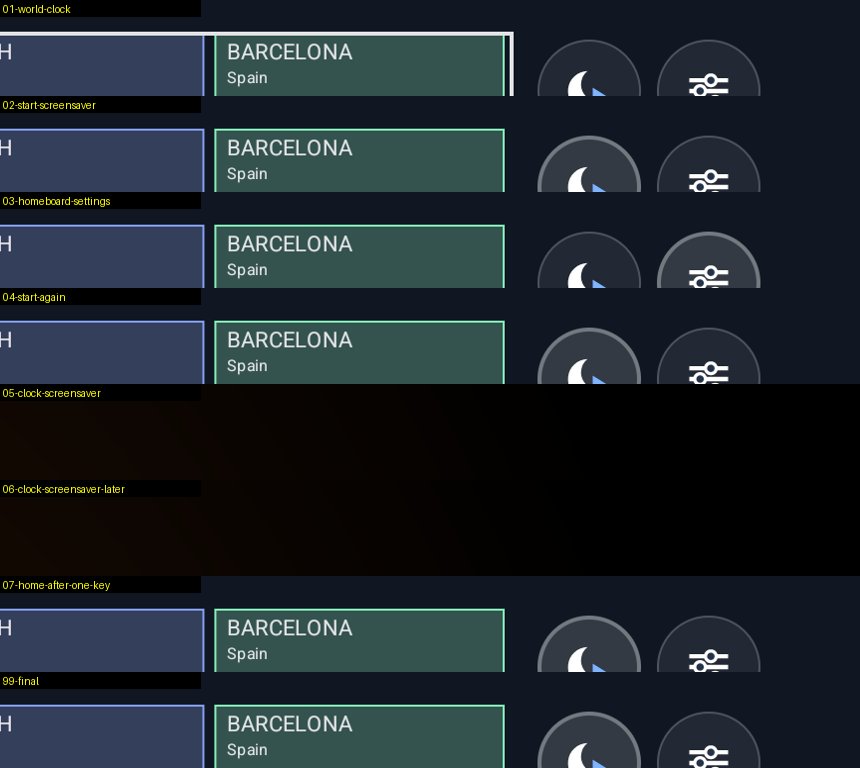 01-world-clock
H
BARCELONA
Spain
02-start-screensaver
H
BARCELONA
Spain
03-homeboard-settings
H
BARCELONA
Spain
04-start-again
H
BARCELONA
Spain
05-clock-screensaver
06-clock-screensaver-later
07-home-after-one-key
H
BARCELONA
Spain
99-final
H
BARCELONA
Spain